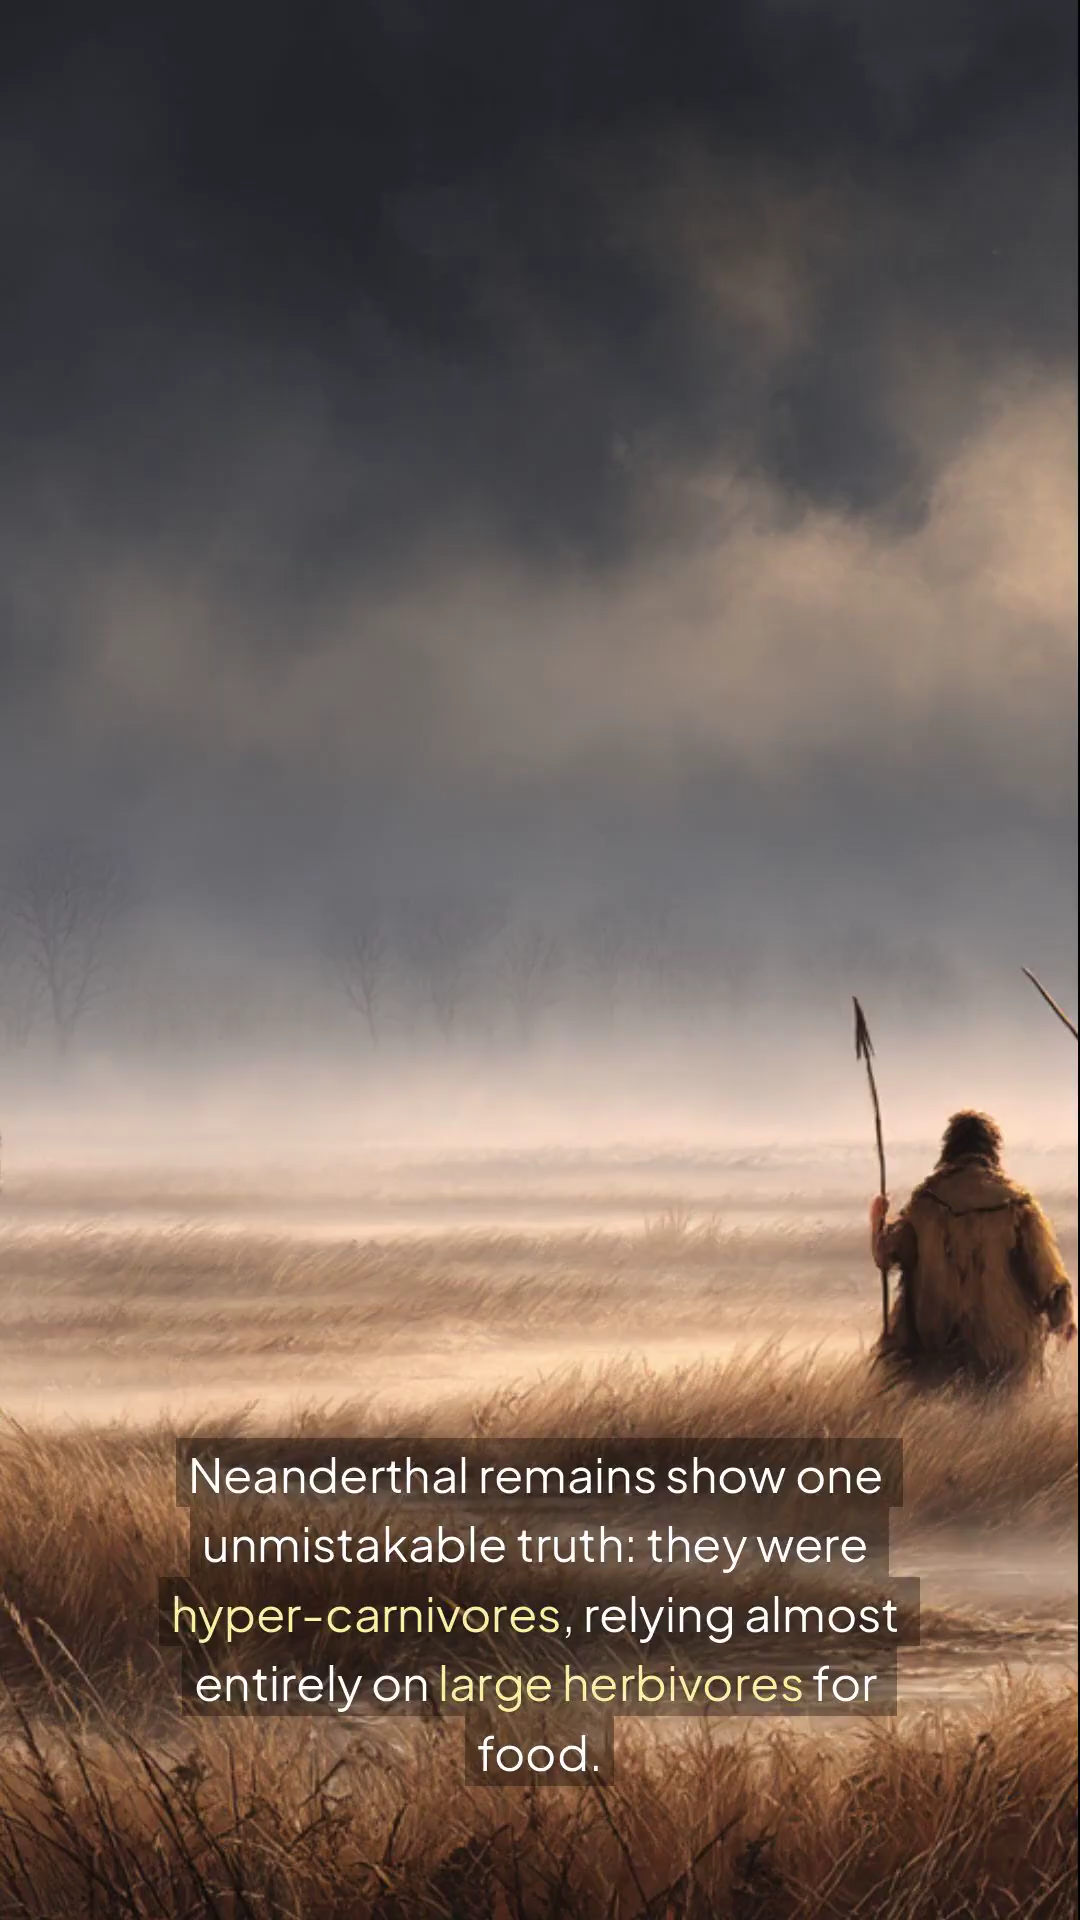 Neanderthal remains show one
unmistakable truth: they were
hyper-carnivores, relying almost
entirely on large herbivores for
food.